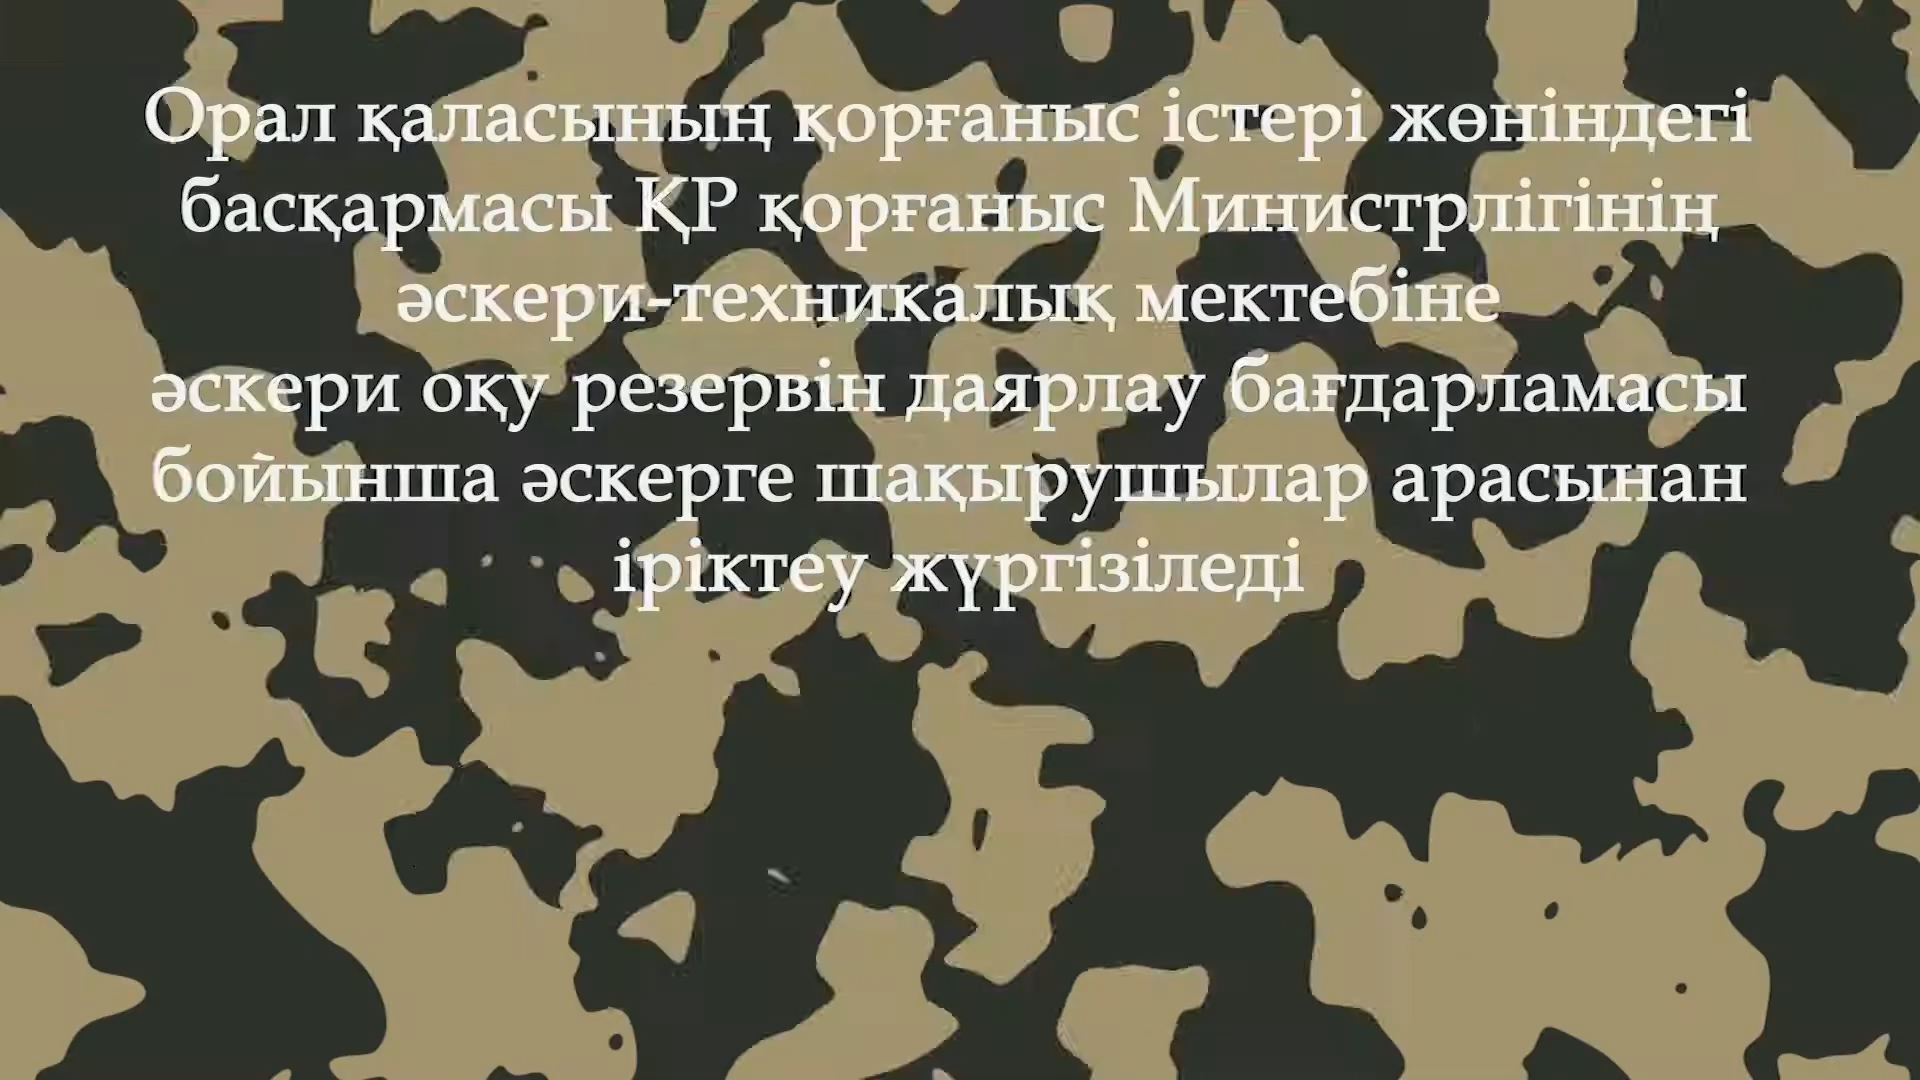 Орал қаласының қорғаныс істері жөніндегі
басқармасы ҚР қорғаныс Министрлігінің
әскери-техникалық мектебіне
әскери оқу резервін даярлау бағдарламасы
бойынша әскерге шақырушылар арасынан
іріктеу жүргізіледі